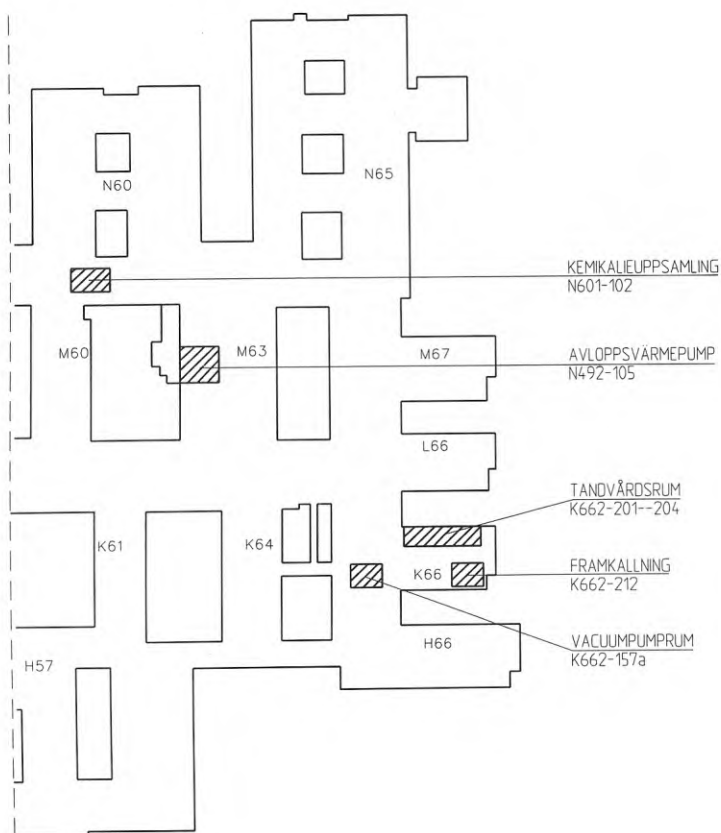 N60
N65
KEMIKALIEUPPSAMLING
N601-102
M60
M63
M67
AVLOPPSVÄRMEPUMP
N492-105
L66
TANDVÅRDSRUM
K662-201--204
K61
K64
K66
FRAMKALLNING
K662-212
H57
H66
VACUUMPUMPRUM
K662-157a